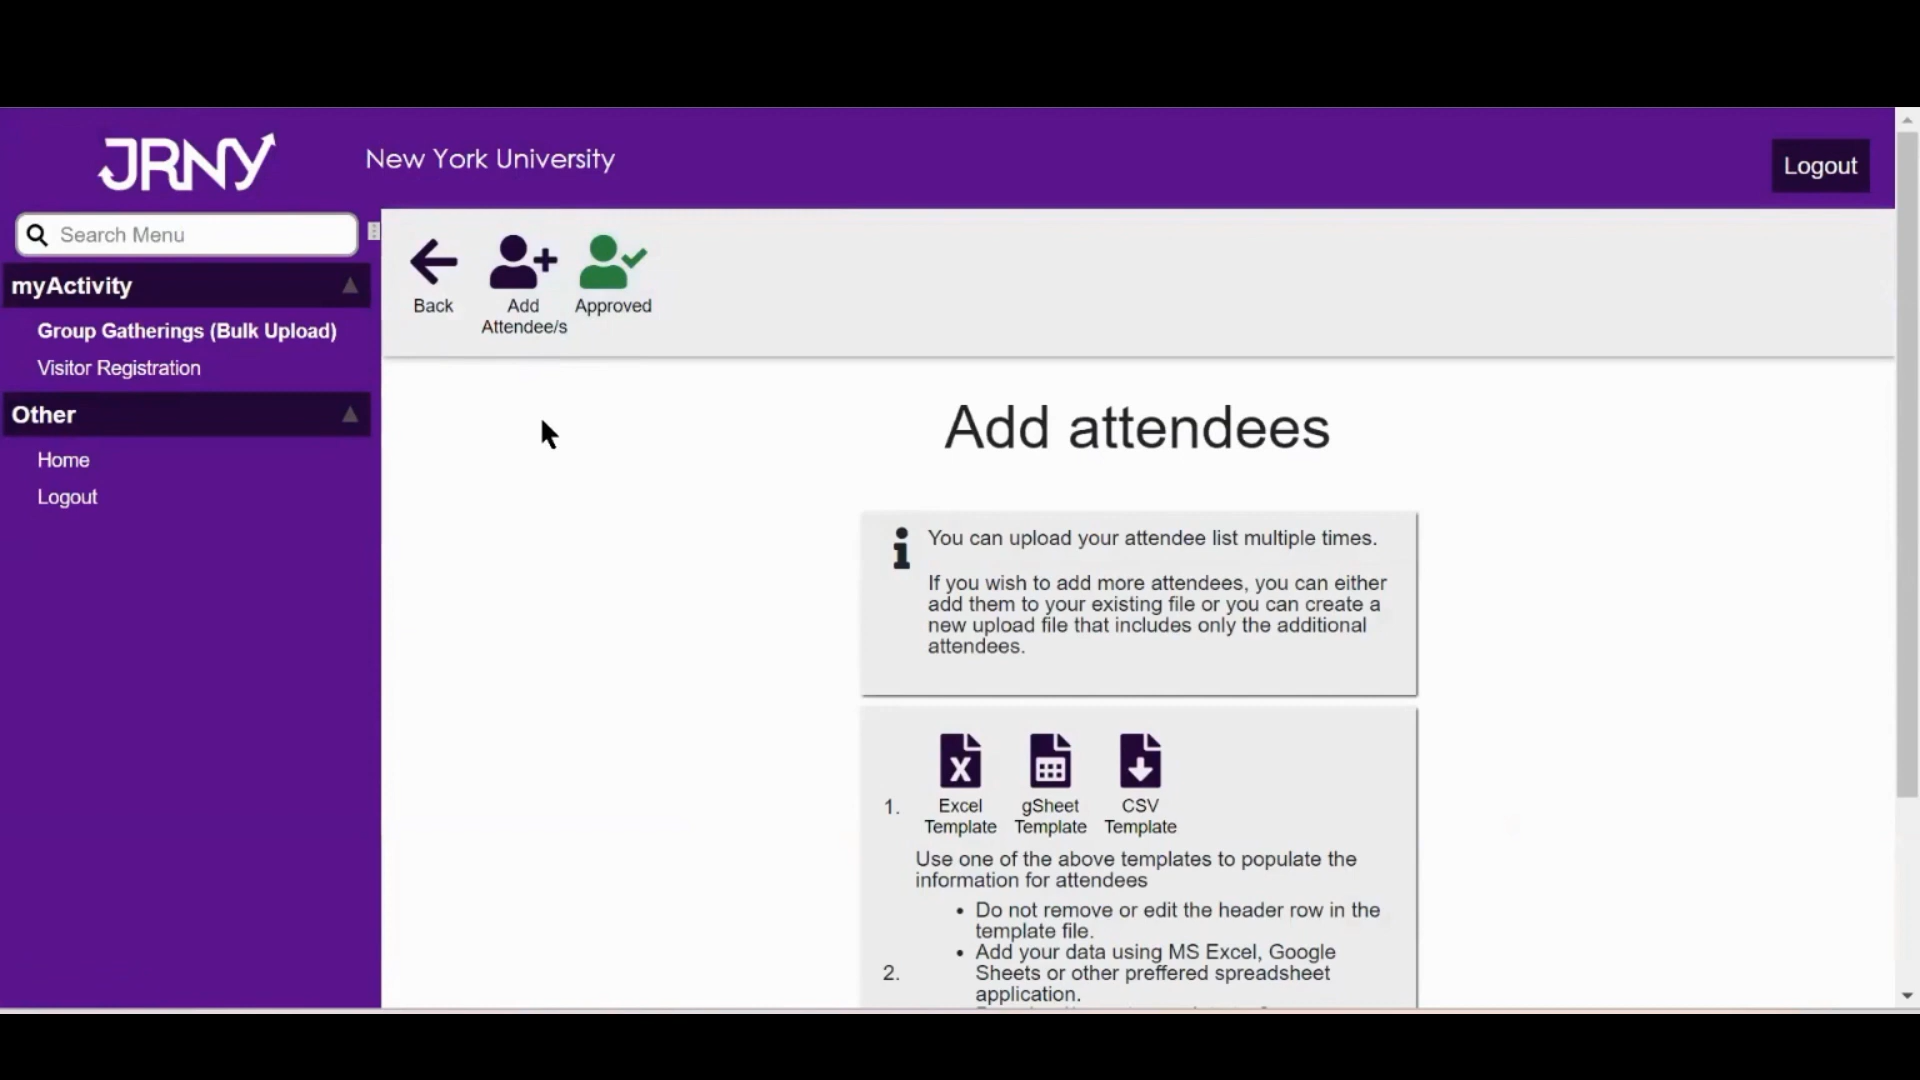 JRNY
New York University
Logout
Search Menu
myActivity
Group Gatherings (Bulk Upload)
Visitor Registration
Other
Home
Logout
Back
Add
Attendee/s
Approved
Add attendees
You can upload your attendee list multiple times.
If you wish to add more attendees, you can either
add them to your existing file or you can create a
new upload file that includes only the additional
attendees.
1.
Excel
Template
gSheet
Template
CSV
Template
Use one of the above templates to populate the
information for attendees
2.
• Do not remove or edit the header row in the
template file.
• Add your data using MS Excel, Google
Sheets or other preffered spreadsheet
application.